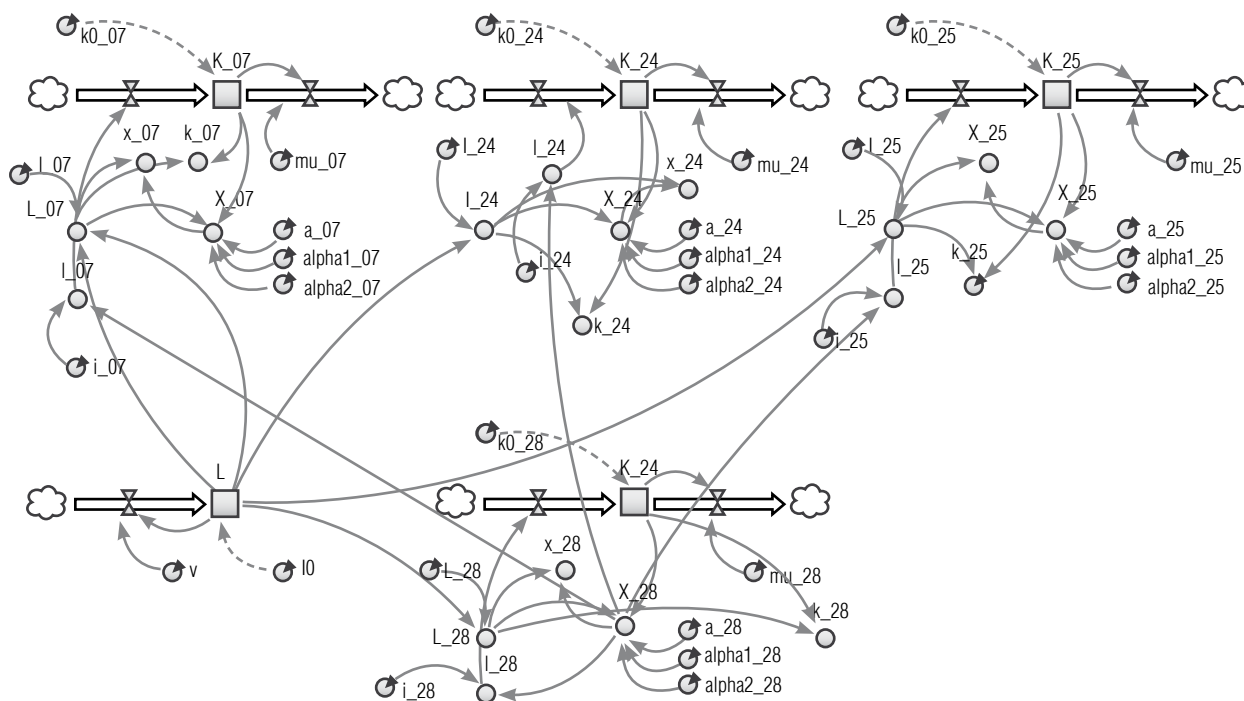 k0_07
k0_24
k0_25
K_07
K_24
K_25
x_07
k_07
mu_07
l_07
L_07
X_07
a_07
alpha1_07
alpha2_07
l_07
i_07
l_24
l_24
x_24
mu_24
l_24
X_24
a_24
alpha1_24
alpha2_24
i_24
k_24
l_25
X_25
mu_25
L_25
X_25
a_25
k_25
alpha1_25
l_25
alpha2_25
i_25
k0_28
K_24
L
v
l0
L_28
x_28
mu_28
X_28
k_28
L_28
a_28
l_28
alpha1_28
i_28
alpha2_28